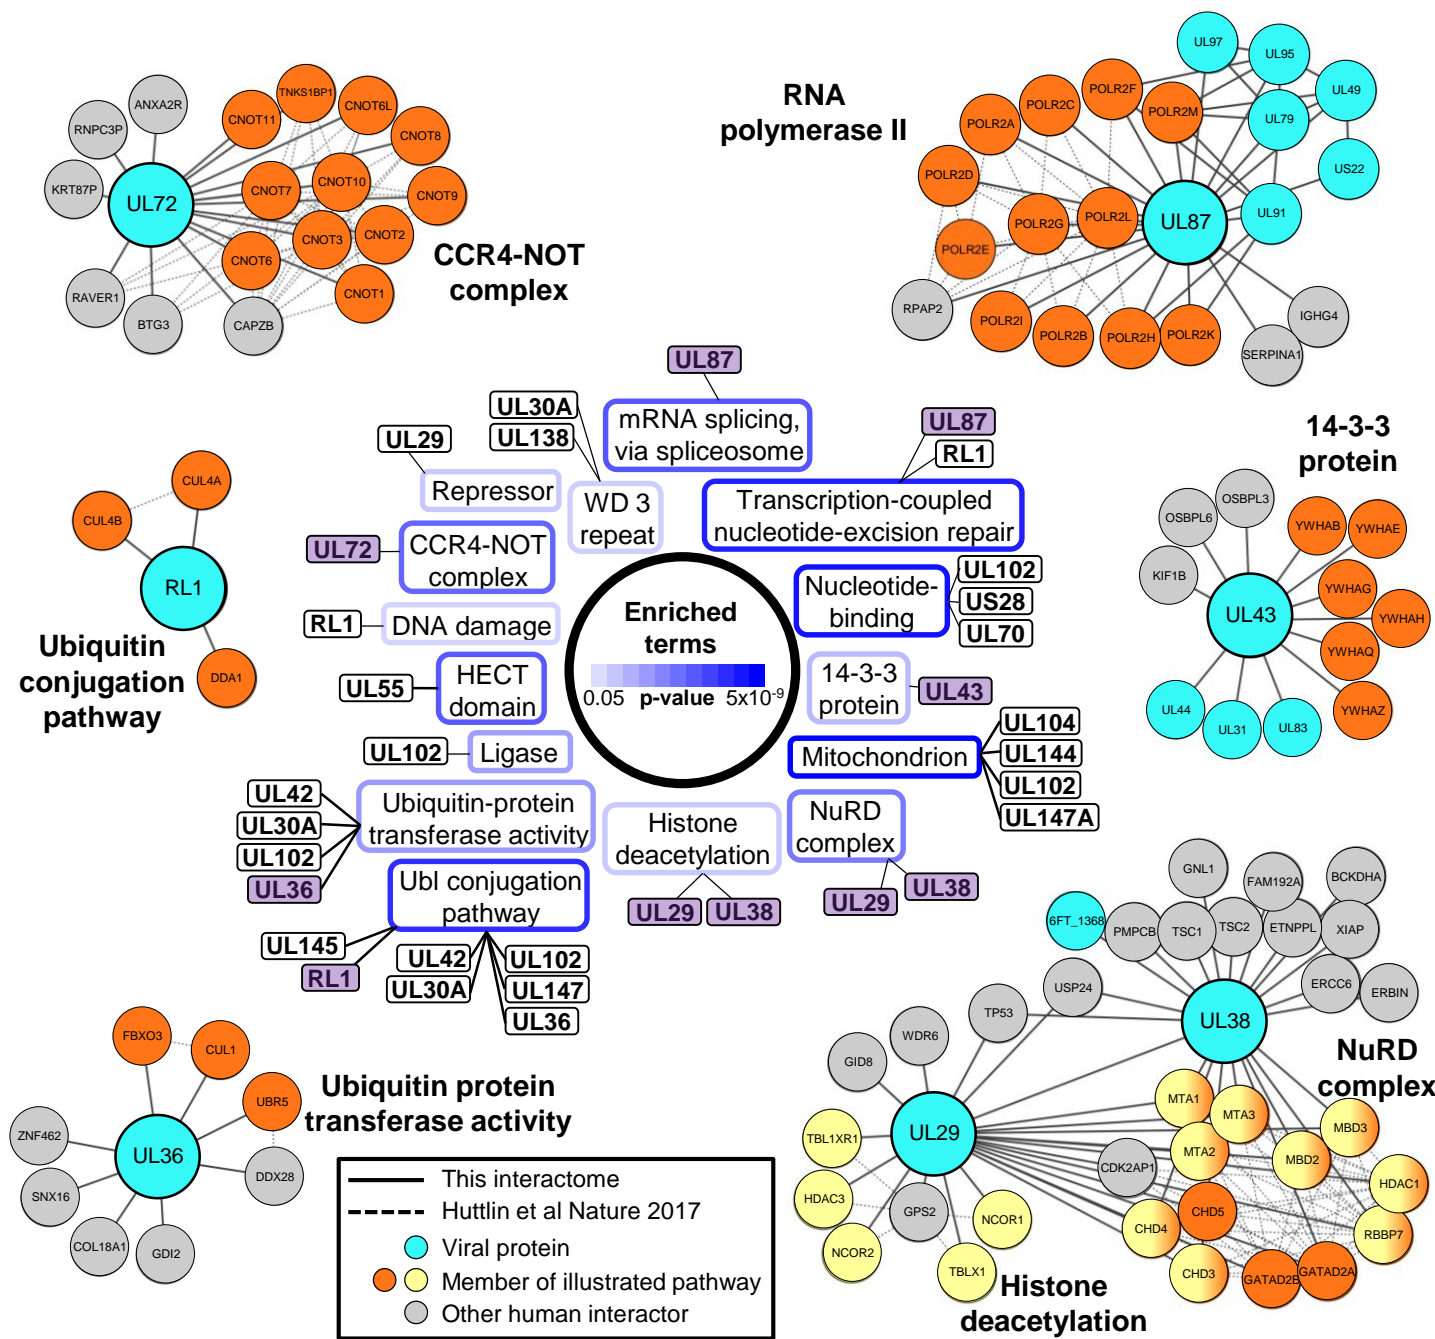 ANXA2R
RNPC3P
KRT87P
UL72
RAVER1
BTG3
CAPZB
TNKS1BP1
CNOT11
CNOT6L
CNOT8
CNOT7
CNOT10
CNOT9
CNOT3
CNOT2
CNOT6
CNOT1
CCR4-NOT
complex
RNA
polymerase II
UL97
UL95
UL49
UL79
US22
UL91
UL87
POLR2F
POLR2M
POLR2C
POLR2A
POLR2D
POLR2G
POLR2L
POLR2E
RPAP2
POLR2I
POLR2B
POLR2H
POLR2K
IGHG4
SERPINA1
UL87
mRNA splicing,
via spliceosome
UL30A
UL138
WD 3
repeat
UL29
Repressor
UL72
CCR4-NOT
complex
RL1
DNA damage
UL55
HECT
domain
UL102
Ligase
UL42
UL30A
UL102
UL36
Ubiquitin-protein
transferase activity
Ubl conjugation
pathway
UL145
RL1
UL42
UL30A
UL102
UL147
UL36
Histone
deacetylation
UL29
UL38
NuRD
complex
UL29
UL38
Mitochondrion
UL104
UL144
UL102
UL147A
14-3-3
protein
UL43
Nucleotide-
binding
UL102
US28
UL70
Transcription-coupled
nucleotide-excision repair
UL87
RL1
Enriched
terms
0.05 p-value 5x10-9
CUL4A
CUL4B
RL1
DDA1
Ubiquitin
conjugation
pathway
14-3-3
protein
OSBPL3
OSBPL6
KIF1B
UL43
YWHAB
YWHAE
YWHAG
YWHAH
YWHAQ
YWHAZ
UL44
UL31
UL83
FBXO3
CUL1
UBR5
DDX28
ZNF462
UL36
SNX16
COL18A1
GDI2
Ubiquitin protein
transferase activity
This interactome
Huttlin et al Nature 2017
Viral protein
Member of illustrated pathway
Other human interactor
GNL1
FAM192A
BCKDHA
6FT_1368
PMPCB
TSC1
TSC2
ETNPPL
XIAP
USP24
ERCC6
ERBIN
TP53
UL38
WDR6
GID8
NuRD
complex
UL29
TBL1XR1
HDAC3
NCOR2
GPS2
NCOR1
TBLX1
MTA1
MTA3
MBD3
MTA2
MBD2
CDK2AP1
HDAC1
CHD5
CHD4
RBBP7
CHD3
GATAD2B
GATAD2A
Histone
deacetylation